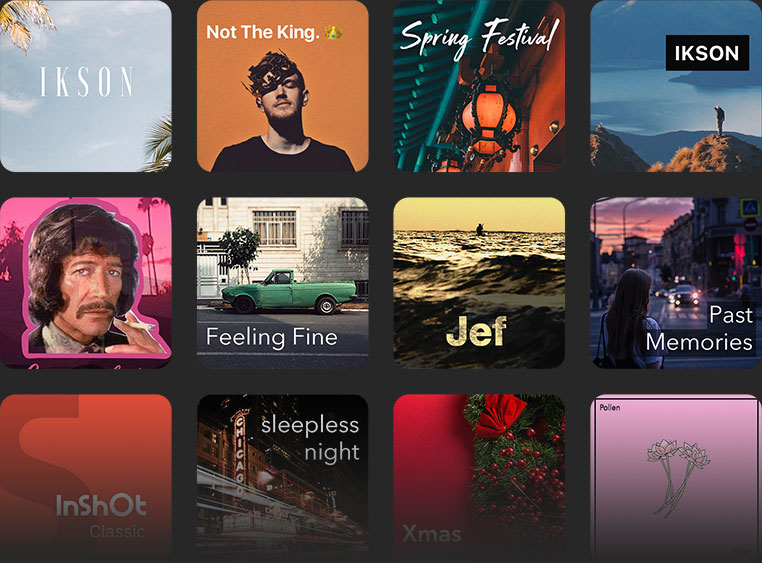 IKSON
Not The King.
Spring Festival
IKSON
Feeling Fine
Jef
Past
Memories
InShOt
Classic
sleepless
night
CHICAGO
Xmas
Pollen